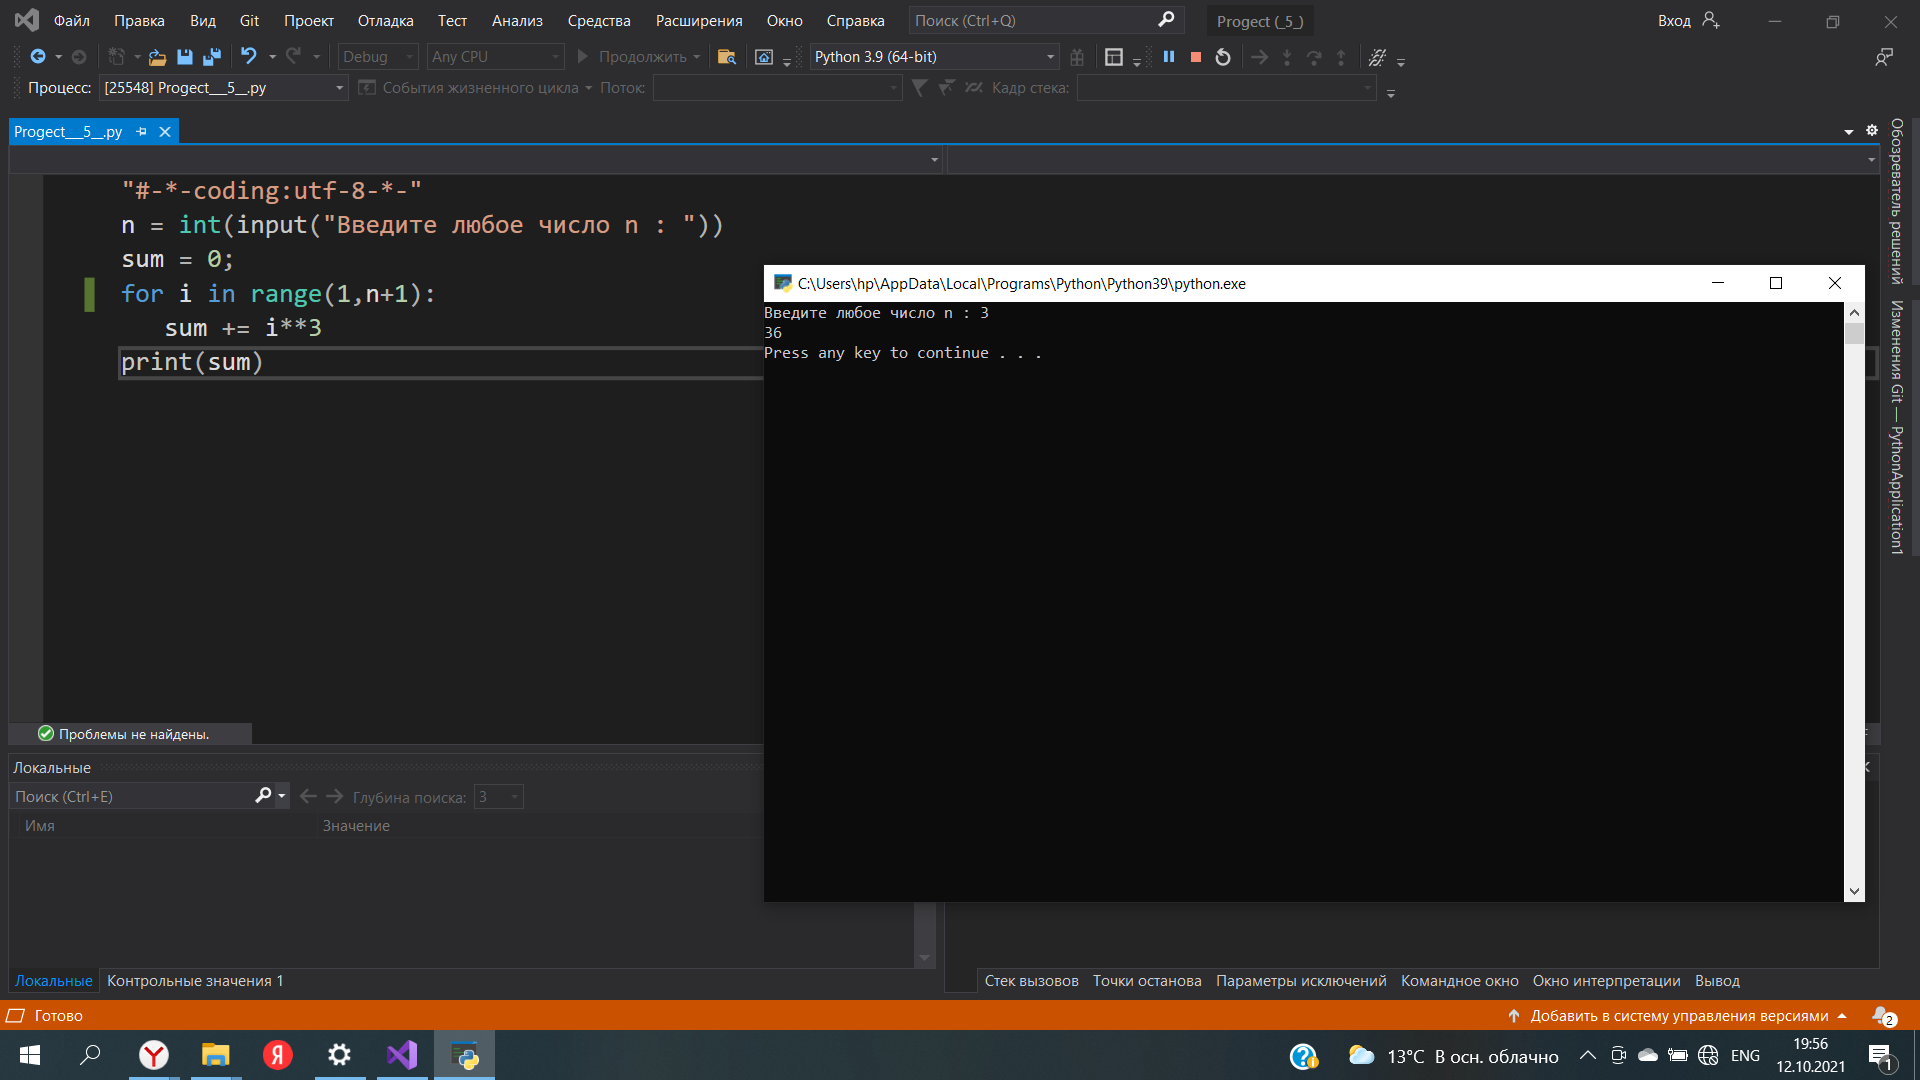 Файл Правка Вид Git Проект Отладка Тест Анализ Средства Расширения Окно Справка Поиск (Ctrl+Q) Progect (_5_) Вход
Debug Any CPU Продолжить Python 3.9 (64-bit)
Процесс: [25548] Progect__5_.py События жизненного цикла Поток: Кадр стека:
Progect__5_.py
"#-*-coding:utf-8-*-"
n = int(input("Введите любое число n : "))
sum = 0;
for i in range(1,n+1):
sum += i**3
print(sum)
C:\Users\hp\AppData\Local\Programs\Python\Python39\python.exe
Введите любое число n : 3
36
Press any key to continue . . .
Обозреватель решений
Изменения Git — PythonApplication1
Проблемы не найдены.
Локальные
Поиск (Ctrl+E) Глубина поиска: 3
Имя Значение
Локальные Контрольные значения 1
Стек вызовов Точки останова Параметры исключений Командное окно Окно интерпретации Вывод
Готово Добавить в систему управления версиями 2
13°C В осн. облачно ENG 19:56
12.10.2021 1